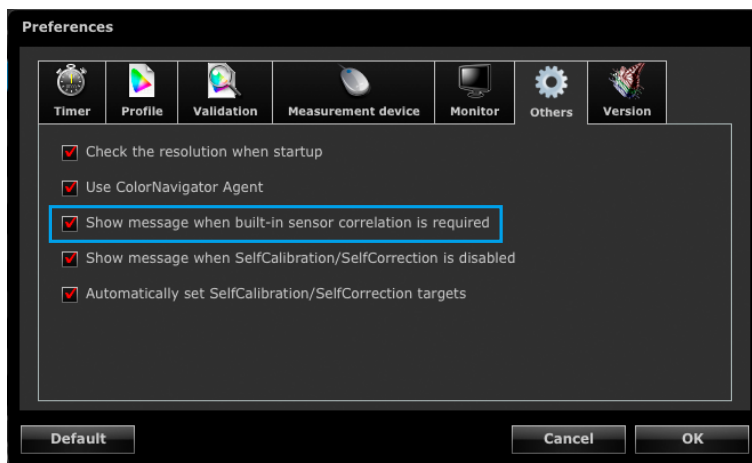 Preferences
Timer
Profile
Validation
Measurement device
Monitor
Others
Version
Check the resolution when startup
Use ColorNavigator Agent
Show message when built-in sensor correlation is required
Show message when SelfCalibration/SelfCorrection is disabled
Automatically set SelfCalibration/SelfCorrection targets
Default
Cancel
OK